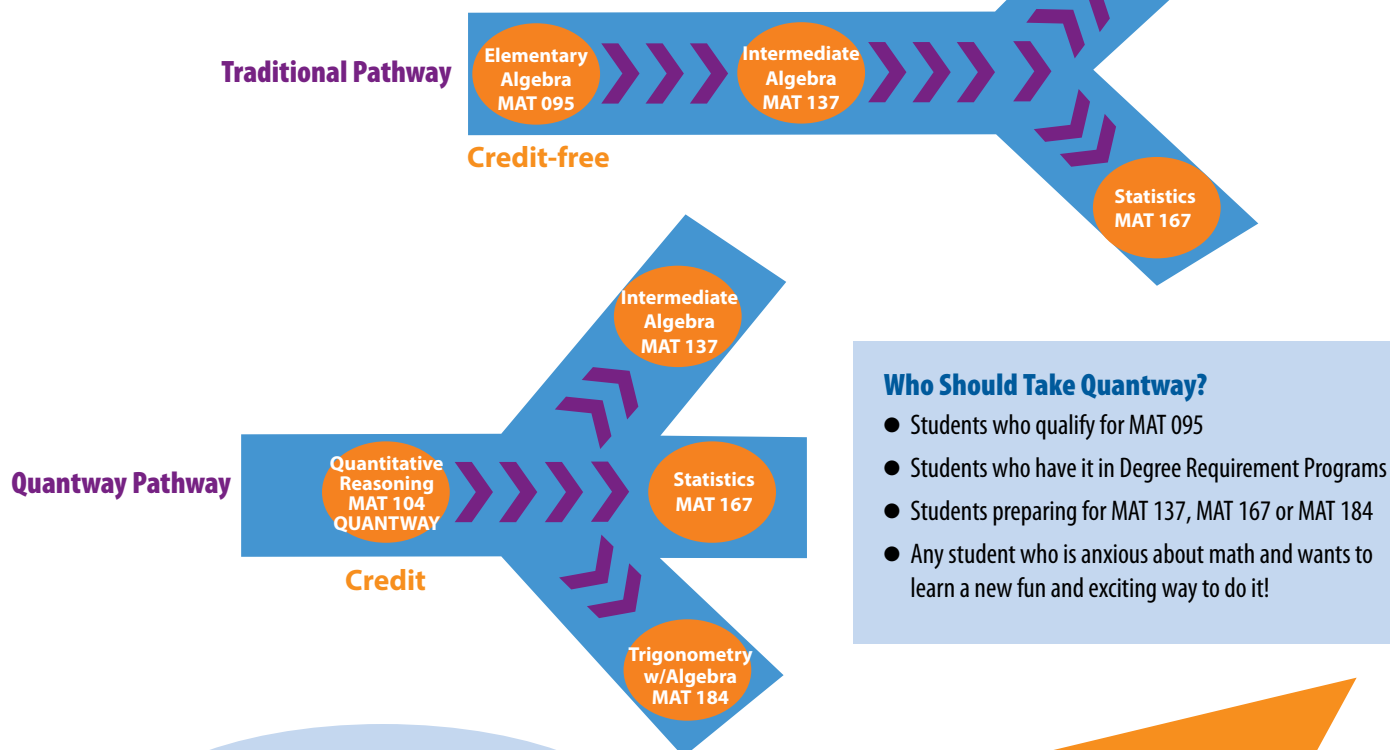 Traditional Pathway
Elementary
Algebra
MAT 095
Intermediate
Algebra
MAT 137
Credit-free
Statistics
MAT 167
Quantway Pathway
Quantitative
Reasoning
MAT 104
QUANTWAY
Credit
Intermediate
Algebra
MAT 137
Statistics
MAT 167
Trigonometry
w/Algebra
MAT 184
Who Should Take Quantway?
● Students who qualify for MAT 095
● Students who have it in Degree Requirement Programs
● Students preparing for MAT 137, MAT 167 or MAT 184
● Any student who is anxious about math and wants to
learn a new fun and exciting way to do it!